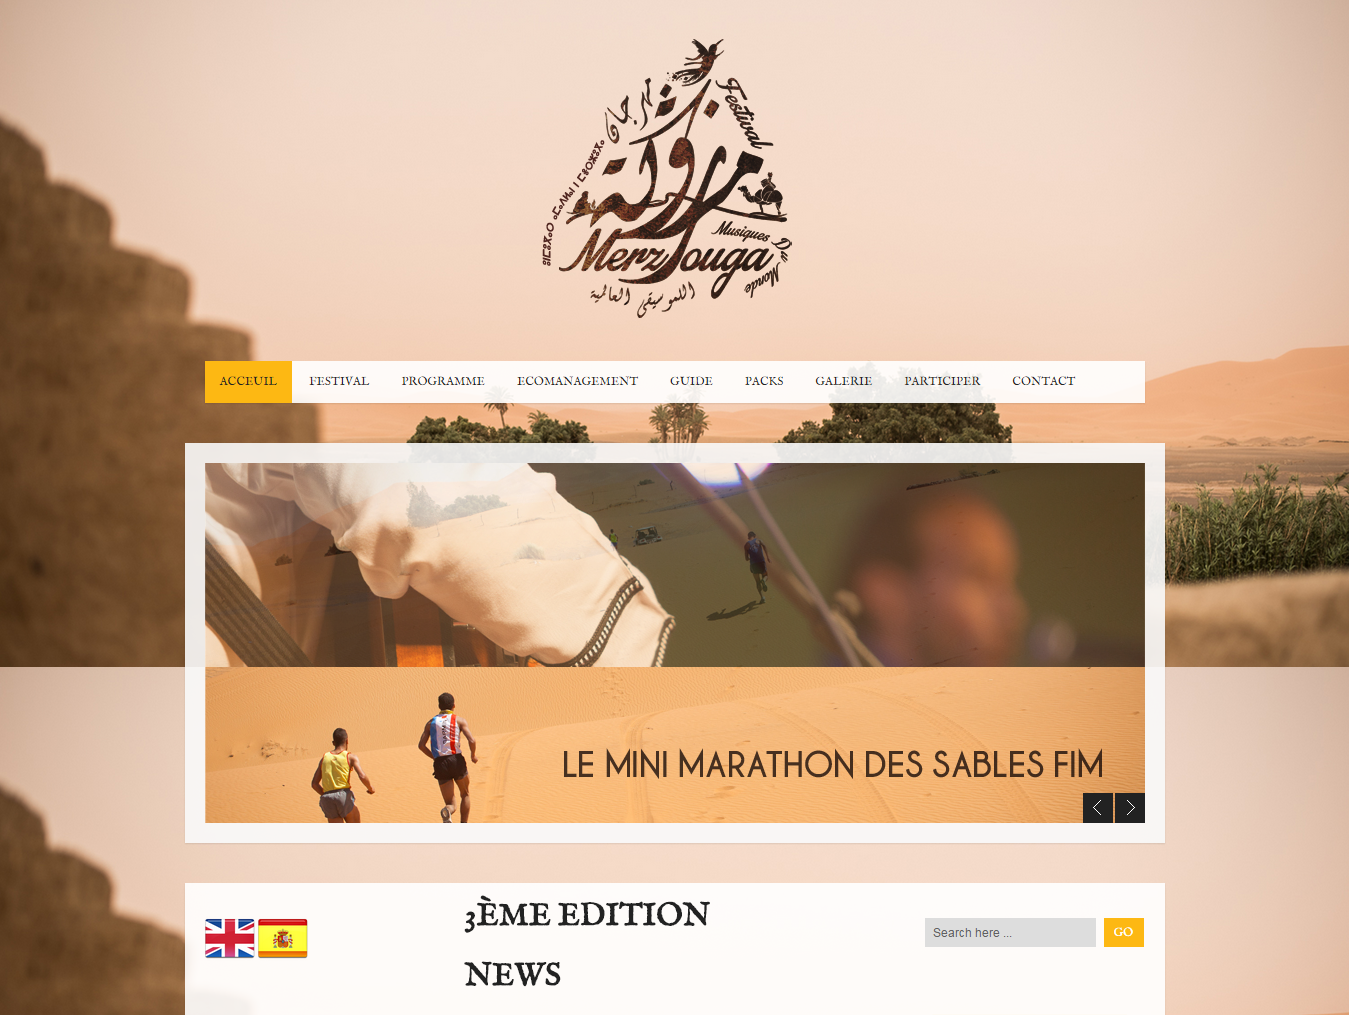 مهرجان
Festival
مرزوكة
Musiques
Du Monde
Merzouga
الموسيقى العالمية
ACCEUIL FESTIVAL PROGRAMME ECOMANAGEMENT GUIDE PACKS GALERIE PARTICIPER CONTACT
LE MINI MARATHON DES SABLES FIM
3ÈME EDITION
NEWS
Search here ...
GO